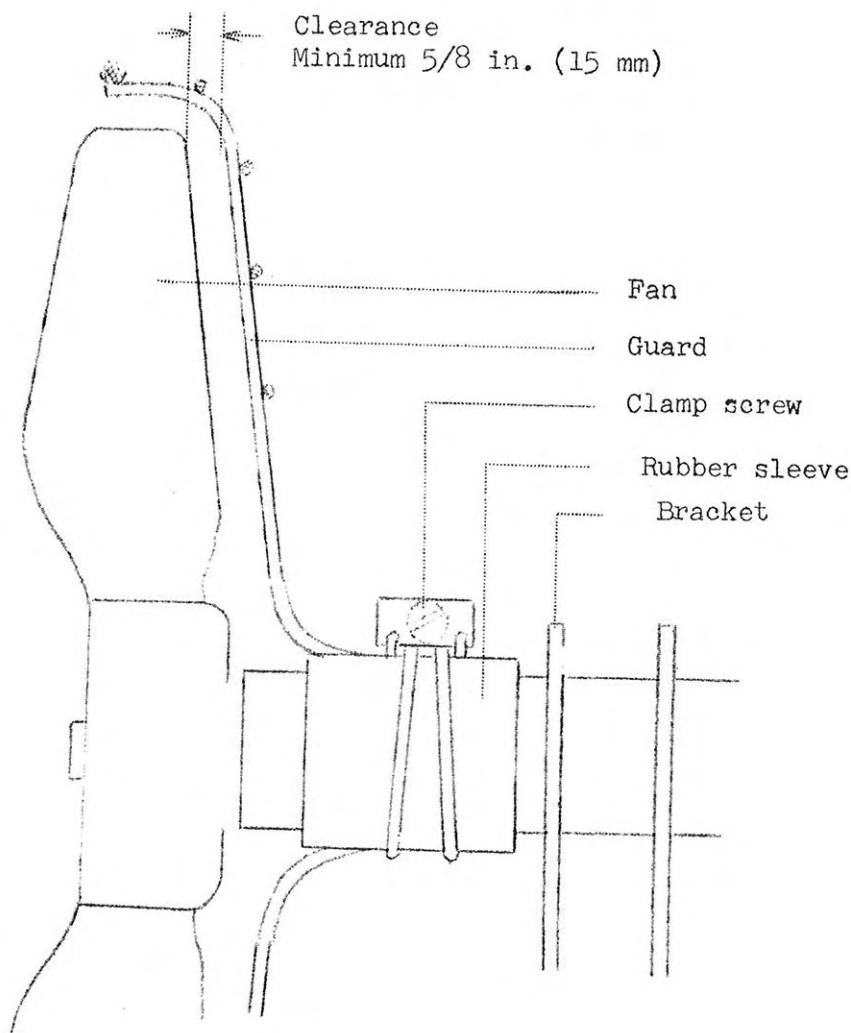 Clearance
Minimum 5/8 in. (15 mm)
Fan
Guard
Clamp screw
Rubber sleeve
Bracket